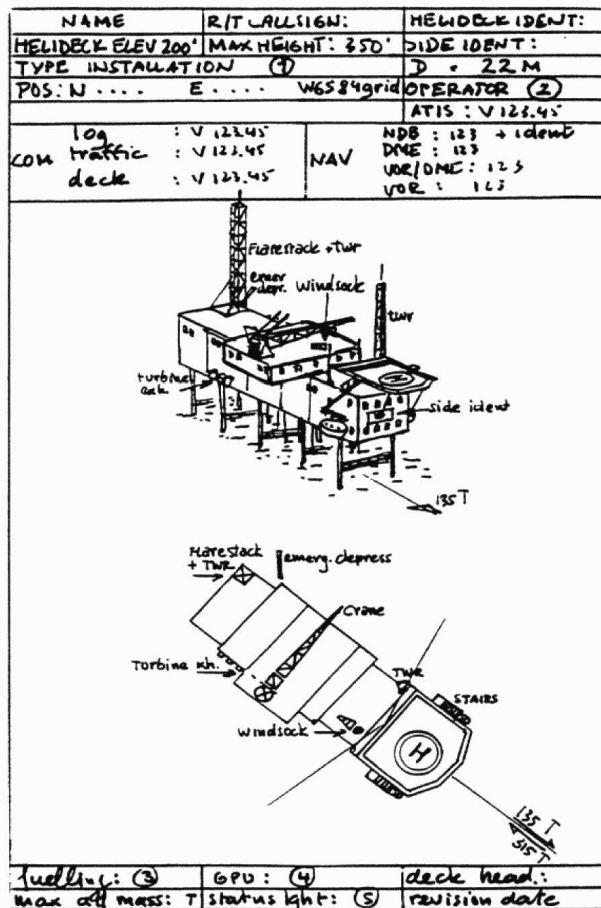 NAME R/T CALLSIGN: HELIDECK IDENT:
HELIDECK ELEV 200' MAX HEIGHT: 350' SIDE IDENT:
TYPE INSTALLATION ① D = 22 M
POS: N .... E .... WGS84grid OPERATOR ②
ATIS : V 123.45
COM log : V 123.45 NAV NDB : 123 + ident
traffic : V 123.45 DME : 123
deck : V 123.45 VOR/DME : 123
VOR : 123
Flarestack + TWR
emer. depr. Windsock
twr
turbine exh.
side ident
135 T
Flarestack + TWR
emerg. depress
Crane
Turbine xh.
TWR
STAIRS
Windsock
H
135 T
315 T
fuelling: ③ GPU: ④ deck head.:
max all mass: T status light: ⑤ revision date